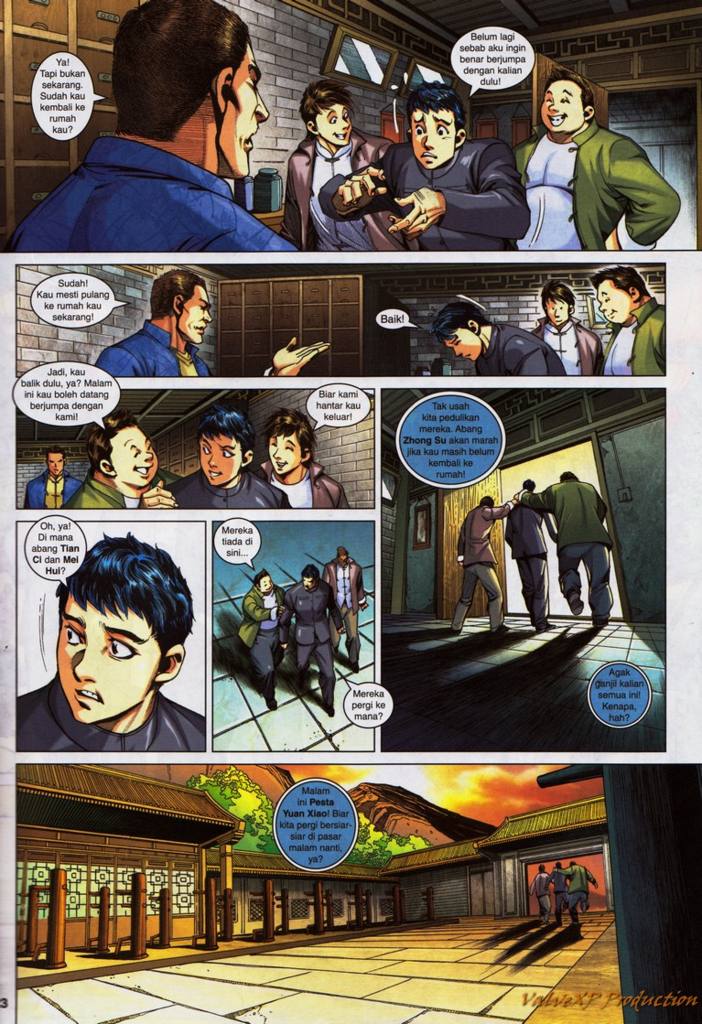 Ya!
Tapi bukan
sekarang.
Sudah kau
kembali ke
rumah
kau?
Belum lagi
sebab aku ingin
benar berjumpa
dengan kalian
dulu!
Sudah!
Kau mesti pulang
ke rumah kau
sekarang!
Baik!
Jadi, kau
balik dulu, ya? Malam
ini kau boleh datang
berjumpa dengan
kami!
Biar kami
hantar kau
keluar!
Tak usah
kita pedulikan
mereka. Abang
Zhong Su akan marah
jika kau masih belum
kembali ke
rumah!
Agak
ganjil kalian
semua ini!
Kenapa,
hah?
Oh, ya!
Di mana
abang Tian
Ci dan Mei
Hui?
Mereka
tiada di
sini...
Mereka
pergi ke
mana?
Malam
ini Pesta
Yuan Xiao! Biar
kita pergi bersiar-
siar di pasar
malam nanti,
ya?
3
ValveXP Production